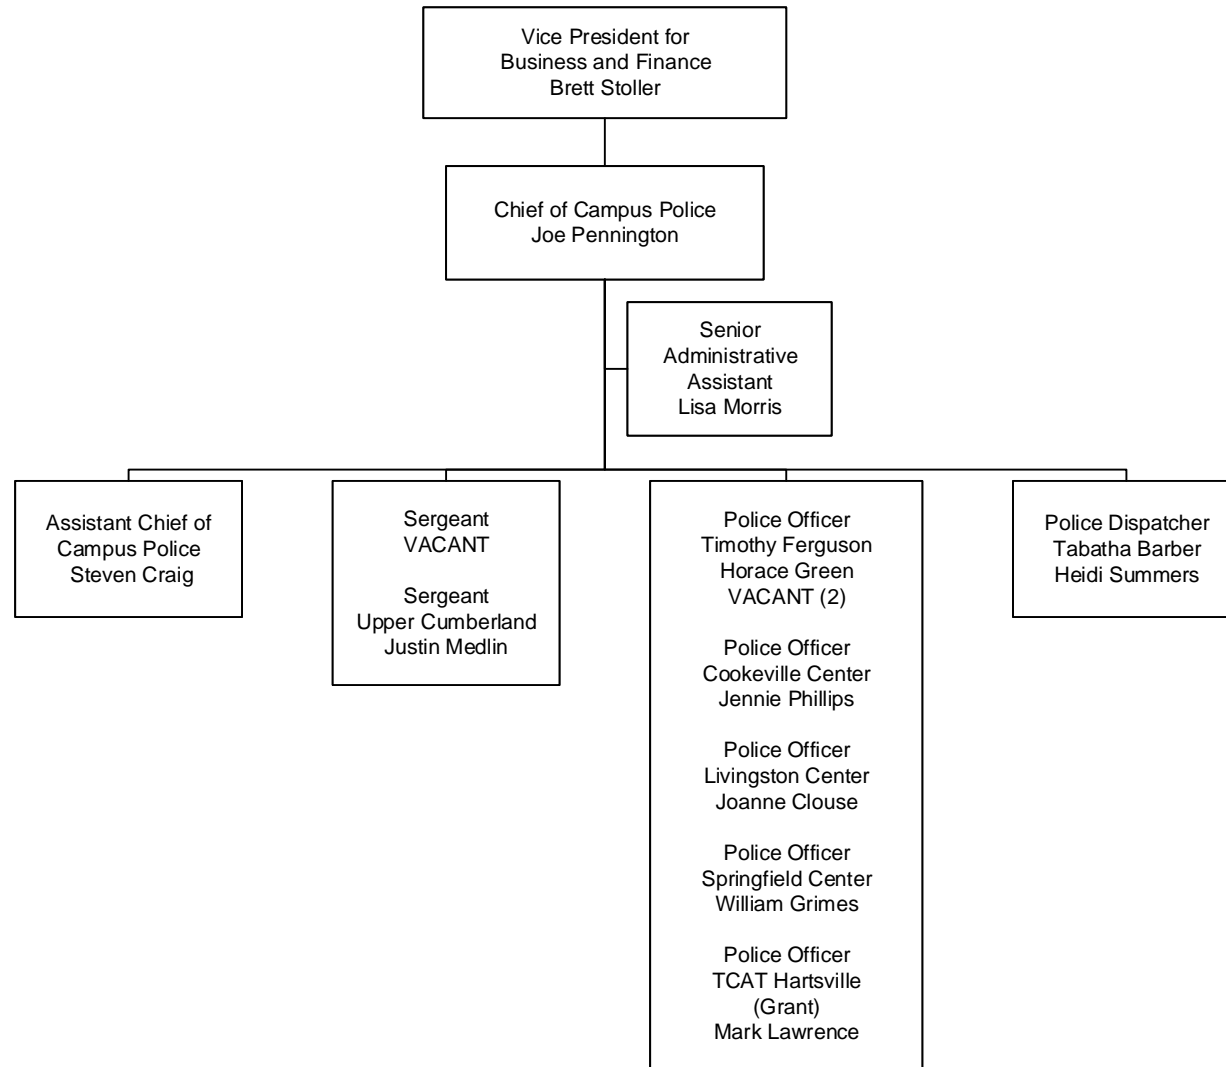 Vice President for
Business and Finance
Brett Stoller
Chief of Campus Police
Joe Pennington
Senior
Administrative
Assistant
Lisa Morris
Assistant Chief of
Campus Police
Steven Craig
Sergeant
VACANT
Sergeant
Upper Cumberland
Justin Medlin
Police Officer
Timothy Ferguson
Horace Green
VACANT (2)
Police Officer
Cookeville Center
Jennie Phillips
Police Officer
Livingston Center
Joanne Clouse
Police Officer
Springfield Center
William Grimes
Police Officer
TCAT Hartsville
(Grant)
Mark Lawrence
Police Dispatcher
Tabatha Barber
Heidi Summers